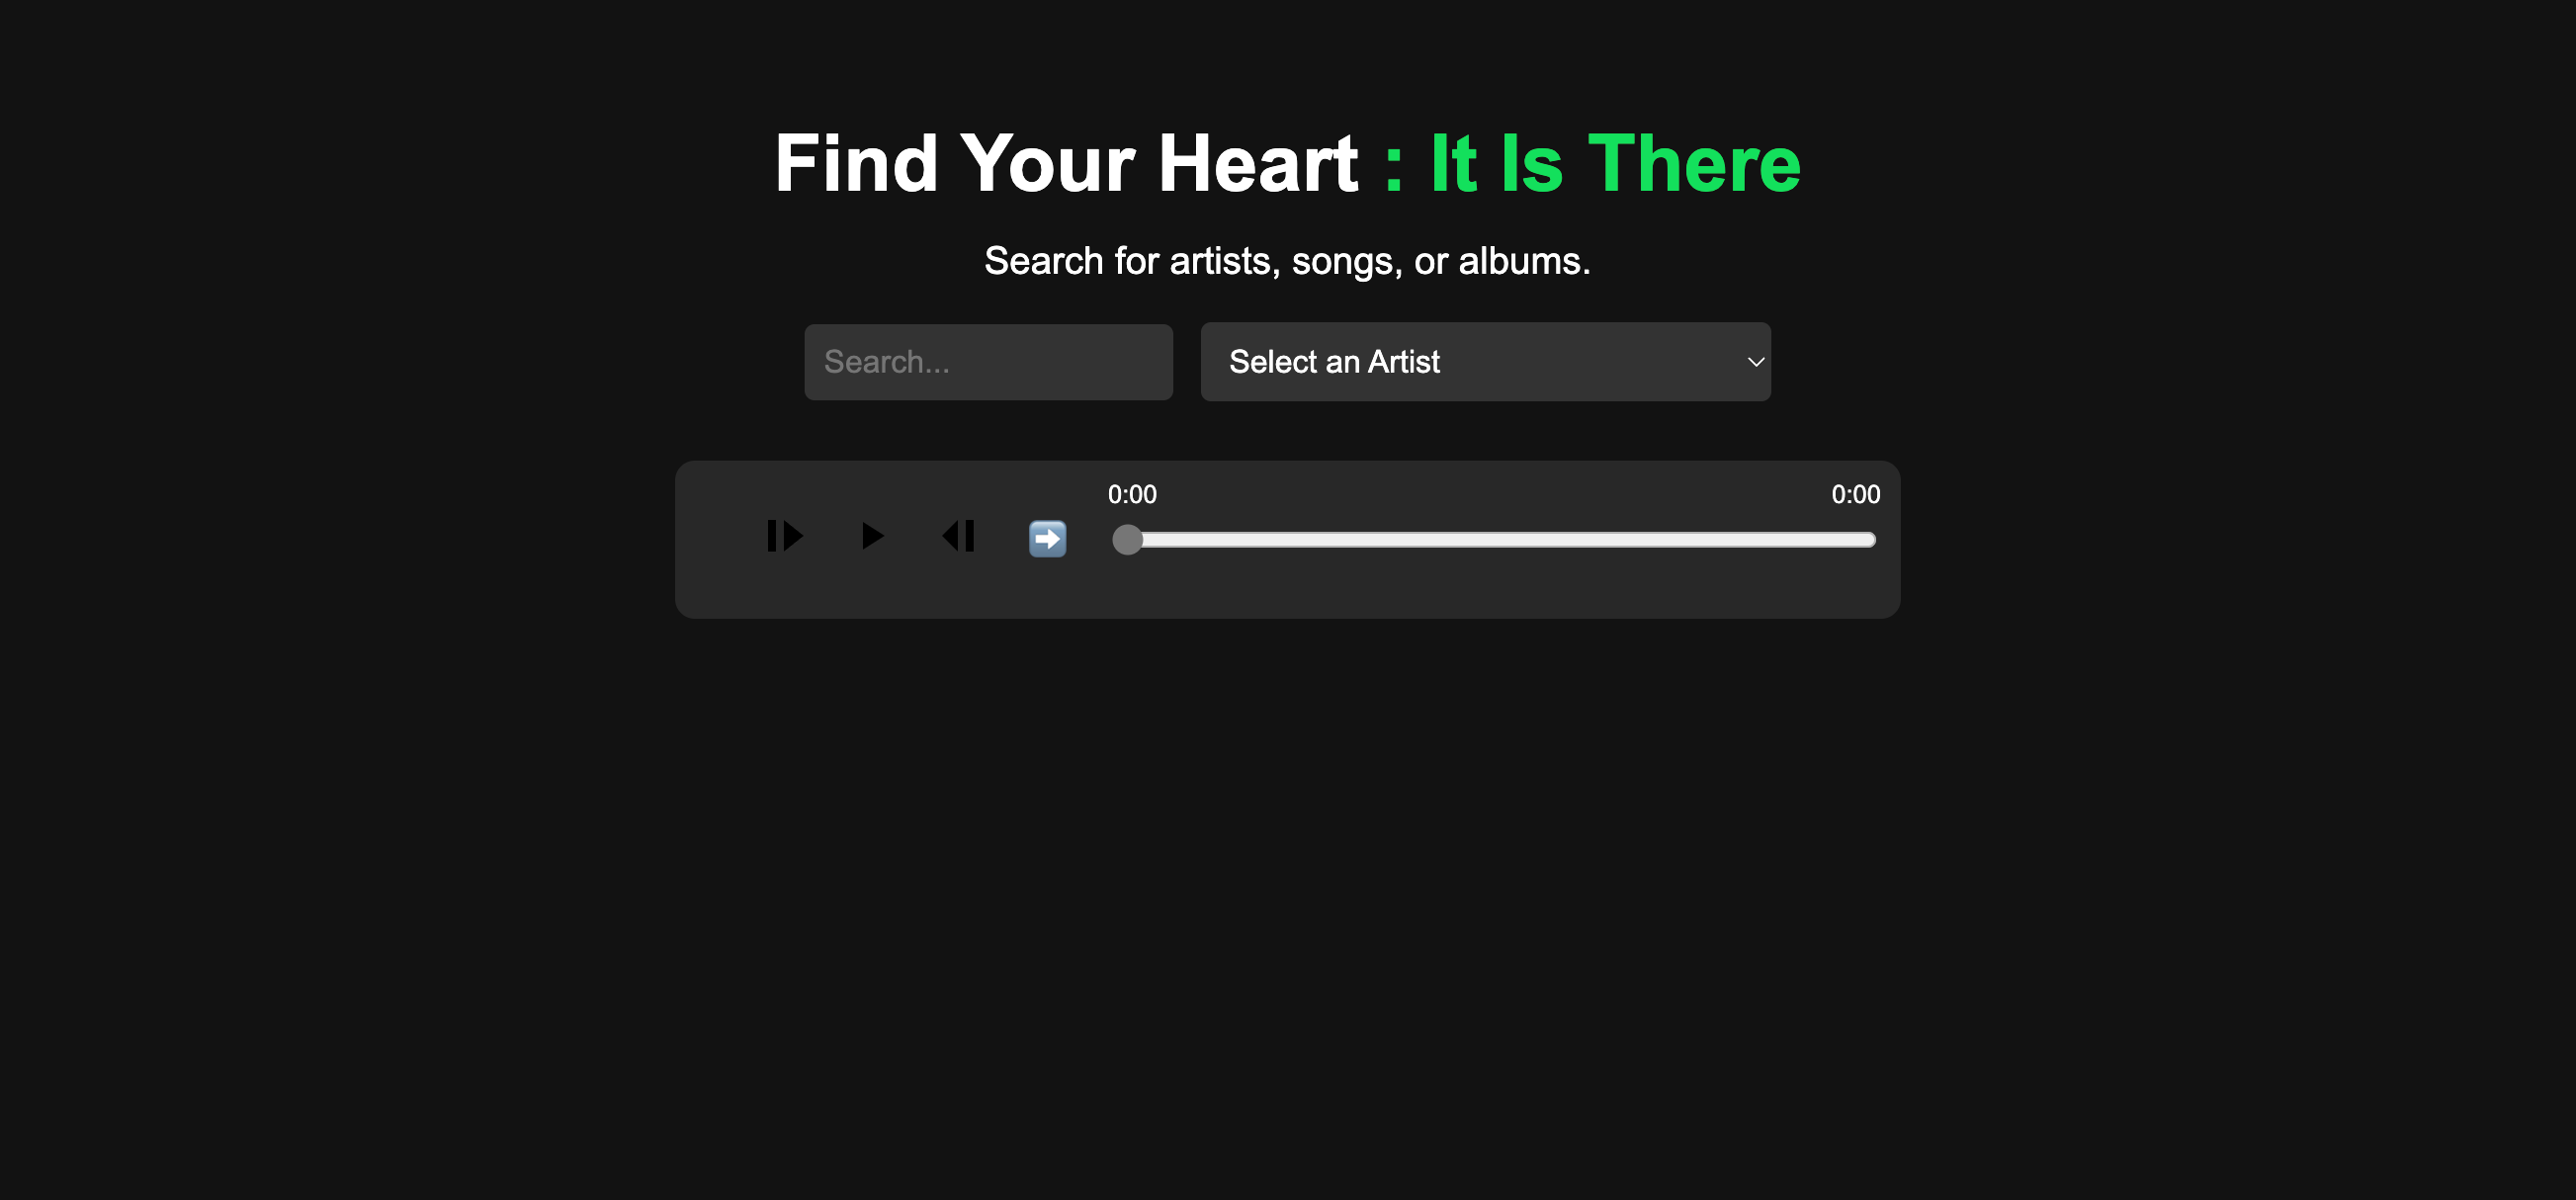 Find Your Heart : It Is There
Search for artists, songs, or albums.
Search... Select an Artist
0:00 0:00